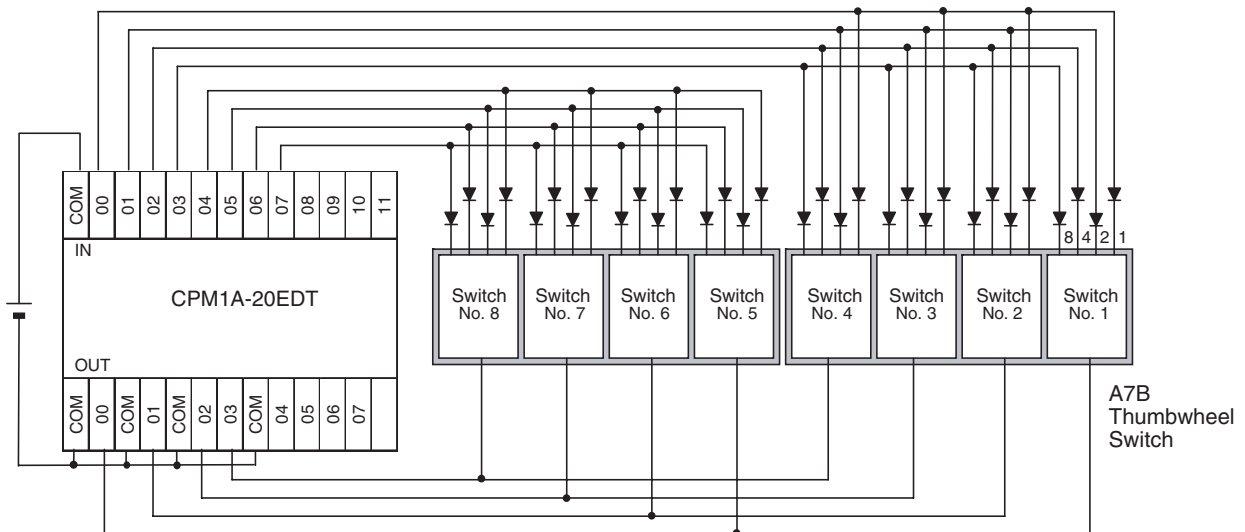 COM 00 01 02 03 04 05 06 07 08 09 10 11
IN
CPM1A-20EDT
OUT
COM 00 COM 01 COM 02 03 COM 04 05 06 07
8 4 2 1
Switch
No. 8
Switch
No. 7
Switch
No. 6
Switch
No. 5
Switch
No. 4
Switch
No. 3
Switch
No. 2
Switch
No. 1
A7B
Thumbwheel
Switch